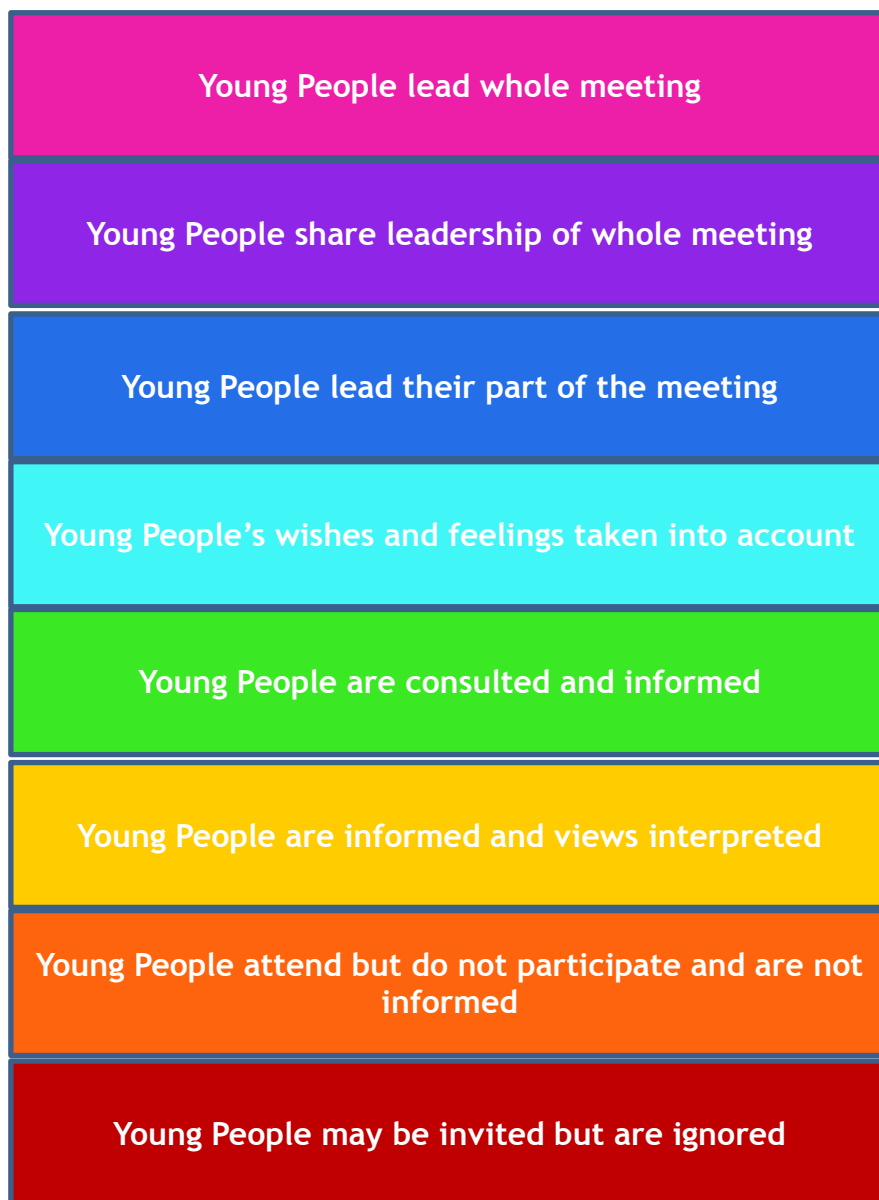 Young People lead whole meeting
Young People share leadership of whole meeting
Young People lead their part of the meeting
Young People’s wishes and feelings taken into account
Young People are consulted and informed
Young People are informed and views interpreted
Young People attend but do not participate and are not
informed
Young People may be invited but are ignored